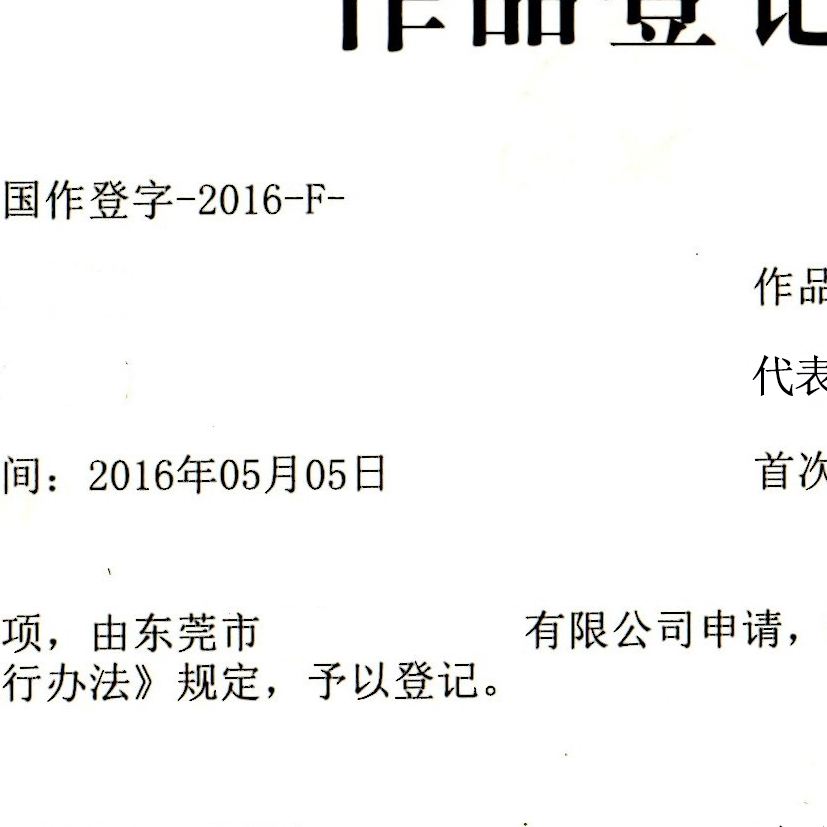 作品登记
国作登字-2016-F-
作品
代表
间：2016年05月05日
首次
项，由东莞市 有限公司申请，
行办法》规定，予以登记。